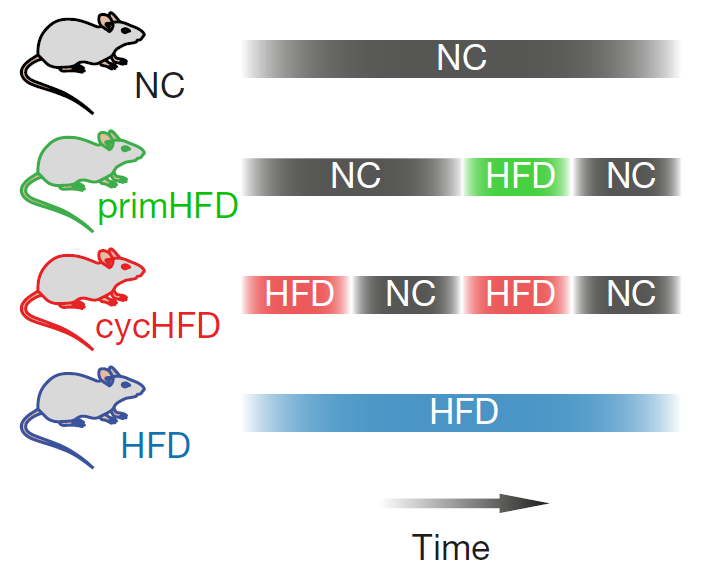 NC
NC
primHFD
NC HFD NC
cycHFD
HFD NC HFD NC
HFD
HFD
Time